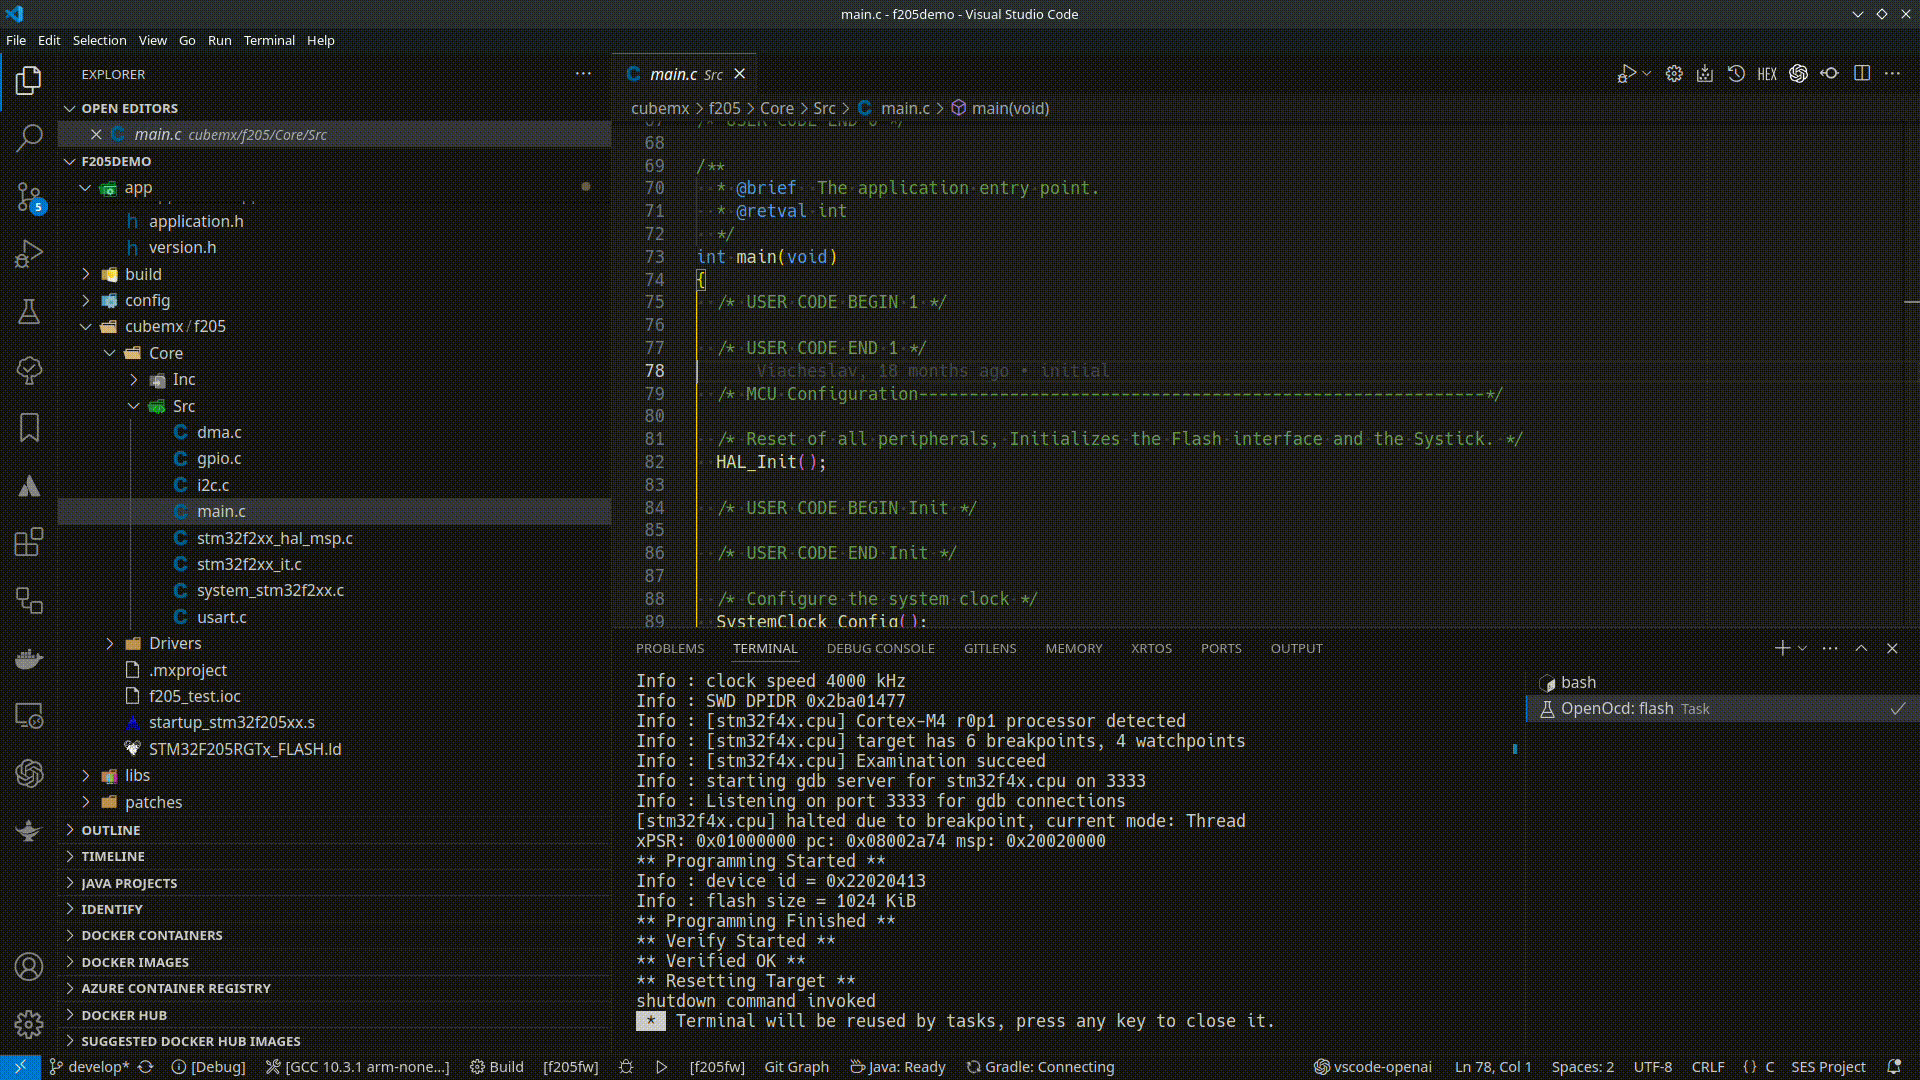 main.c - f205demo - Visual Studio Code
File Edit Selection View Go Run Terminal Help
EXPLORER
OPEN EDITORS
main.c cubemx/f205/Core/Src
F205DEMO
app
application.h
version.h
build
config
cubemx/f205
Core
Inc
Src
dma.c
gpio.c
i2c.c
main.c
stm32f2xx_hal_msp.c
stm32f2xx_it.c
system_stm32f2xx.c
usart.c
Drivers
.mxproject
f205_test.ioc
startup_stm32f205xx.s
STM32F205RGTx_FLASH.ld
libs
patches
OUTLINE
TIMELINE
JAVA PROJECTS
IDENTIFY
DOCKER CONTAINERS
DOCKER IMAGES
AZURE CONTAINER REGISTRY
DOCKER HUB
SUGGESTED DOCKER HUB IMAGES
5
main.c Src
HEX
cubemx > f205 > Core > Src > main.c > main(void)
67 /* USER CODE END 0 */
68
69 /**
70 * @brief The application entry point.
71 * @retval int
72 */
73 int main(void)
74 {
75 /* USER CODE BEGIN 1 */
76
77 /* USER CODE END 1 */
78 Viacheslav, 18 months ago • initial
79 /* MCU Configuration--------------------------------------------------------*/
80
81 /* Reset of all peripherals, Initializes the Flash interface and the Systick. */
82 HAL_Init();
83
84 /* USER CODE BEGIN Init */
85
86 /* USER CODE END Init */
87
88 /* Configure the system clock */
89 SystemClock_Config();
PROBLEMS TERMINAL DEBUG CONSOLE GITLENS MEMORY XRTOS PORTS OUTPUT
Info : clock speed 4000 kHz
Info : SWD DPIDR 0x2ba01477
Info : [stm32f4x.cpu] Cortex-M4 r0p1 processor detected
Info : [stm32f4x.cpu] target has 6 breakpoints, 4 watchpoints
Info : [stm32f4x.cpu] Examination succeed
Info : starting gdb server for stm32f4x.cpu on 3333
Info : Listening on port 3333 for gdb connections
[stm32f4x.cpu] halted due to breakpoint, current mode: Thread
xPSR: 0x01000000 pc: 0x08002a74 msp: 0x20020000
** Programming Started **
Info : device id = 0x22020413
Info : flash size = 1024 KiB
** Programming Finished **
** Verify Started **
** Verified OK **
** Resetting Target **
shutdown command invoked
* Terminal will be reused by tasks, press any key to close it.
bash
OpenOcd: flash Task
develop* [Debug] [GCC 10.3.1 arm-none...] Build [f205fw] [f205fw] Git Graph Java: Ready Gradle: Connecting vscode-openai Ln 78, Col 1 Spaces: 2 UTF-8 CRLF {} C SES Project